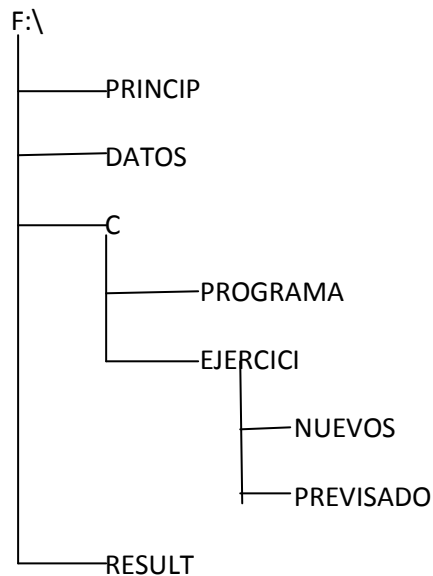 F:\
PRINCIP
DATOS
C
PROGRAMA
EJERCICI
NUEVOS
PREVISADO
RESULT